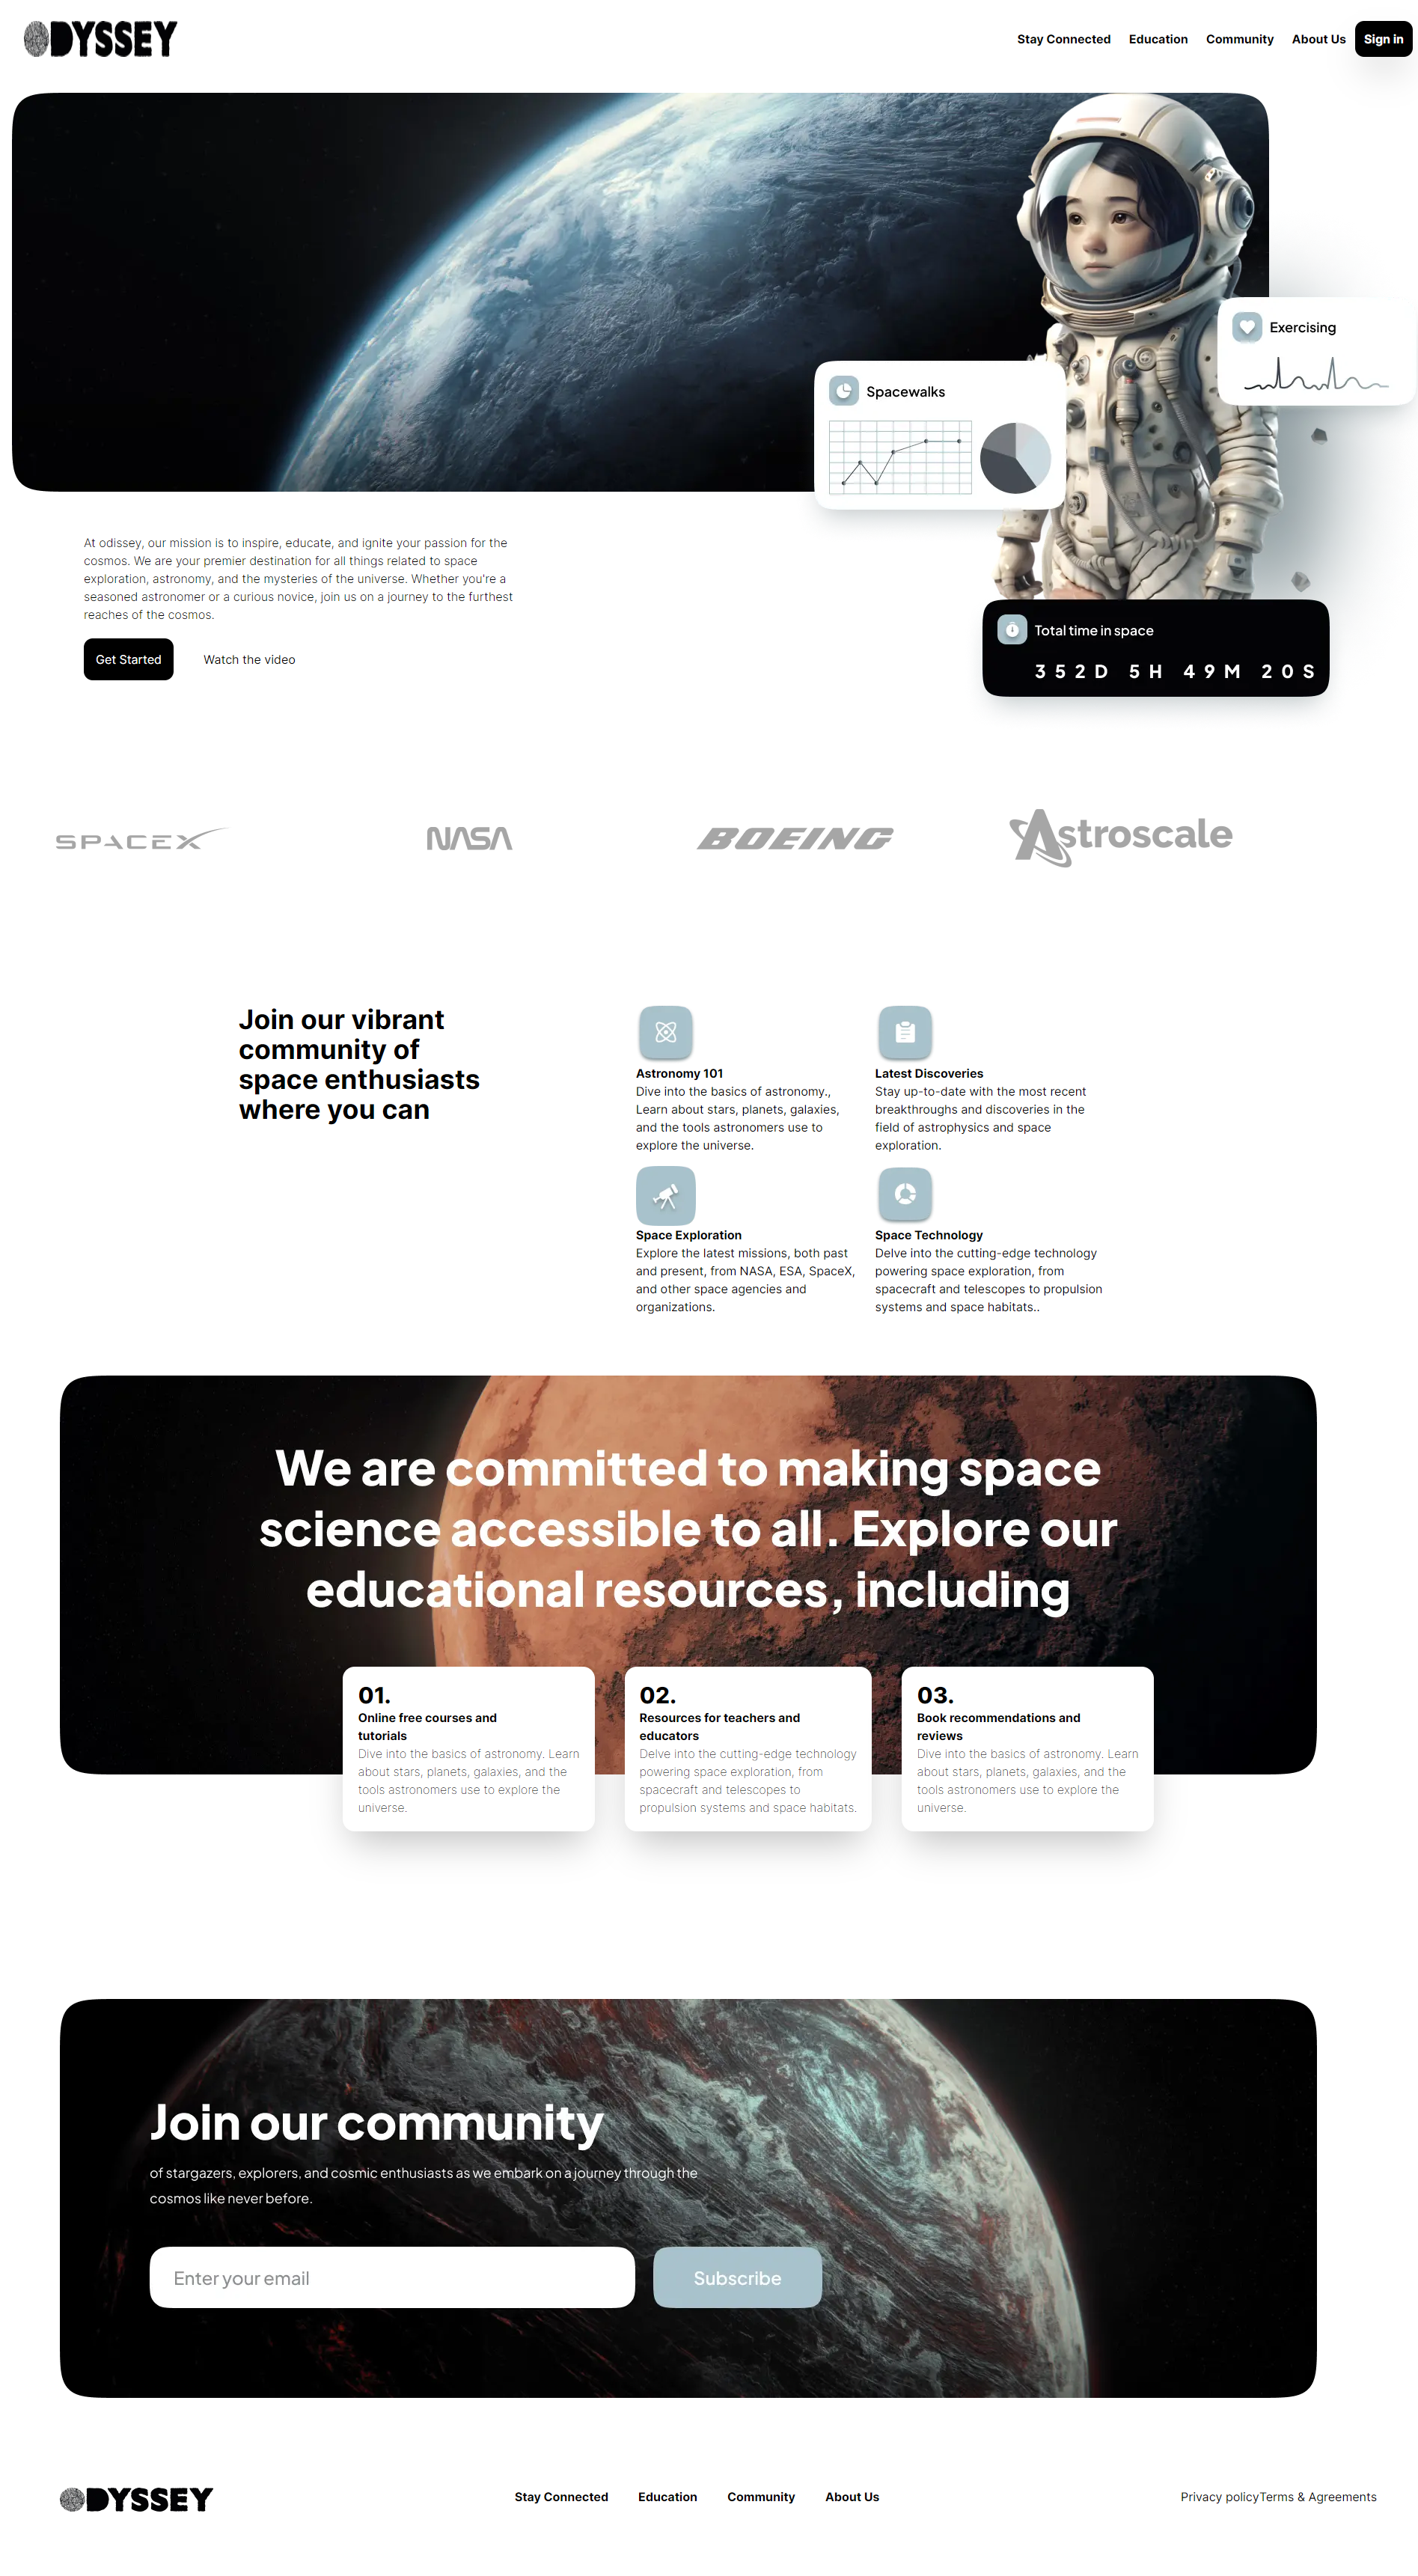 ODYSSEY
Stay Connected
Education
Community
About Us
Sign in
Exercising
Spacewalks
At odissey, our mission is to inspire, educate, and ignite your passion for the
cosmos. We are your premier destination for all things related to space
exploration, astronomy, and the mysteries of the universe. Whether you're a
seasoned astronomer or a curious novice, join us on a journey to the furthest
reaches of the cosmos.
Get Started
Watch the video
Total time in space
352D 5H 49M 20S
SPACEX
NASA
BOEING
Astroscale
Join our vibrant
community of
space enthusiasts
where you can
Astronomy 101
Dive into the basics of astronomy.,
Learn about stars, planets, galaxies,
and the tools astronomers use to
explore the universe.
Latest Discoveries
Stay up-to-date with the most recent
breakthroughs and discoveries in the
field of astrophysics and space
exploration.
Space Exploration
Explore the latest missions, both past
and present, from NASA, ESA, SpaceX,
and other space agencies and
organizations.
Space Technology
Delve into the cutting-edge technology
powering space exploration, from
spacecraft and telescopes to propulsion
systems and space habitats..
We are committed to making space
science accessible to all. Explore our
educational resources, including
01.
Online free courses and
tutorials
Dive into the basics of astronomy. Learn
about stars, planets, galaxies, and the
tools astronomers use to explore the
universe.
02.
Resources for teachers and
educators
Delve into the cutting-edge technology
powering space exploration, from
spacecraft and telescopes to
propulsion systems and space habitats.
03.
Book recommendations and
reviews
Dive into the basics of astronomy. Learn
about stars, planets, galaxies, and the
tools astronomers use to explore the
universe.
Join our community
of stargazers, explorers, and cosmic enthusiasts as we embark on a journey through the
cosmos like never before.
Enter your email
Subscribe
ODYSSEY
Stay Connected
Education
Community
About Us
Privacy policyTerms & Agreements